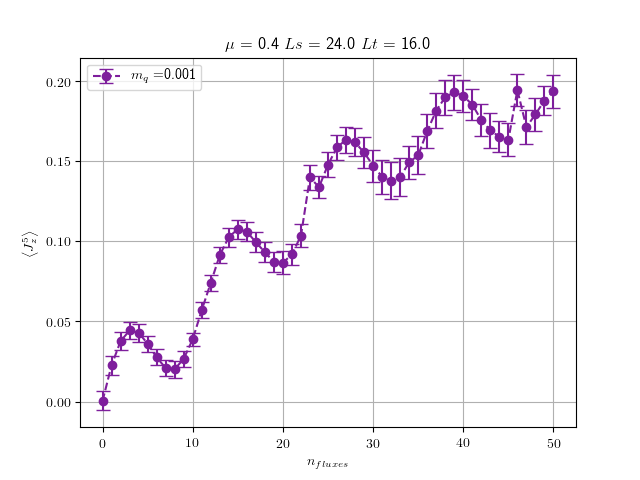 μ = 0.4 Ls = 24.0 Lt = 16.0
m_q =0.001
0.20
0.15
0.10
0.05
0.00
⟨J_z^5⟩
0 10 20 30 40 50
n_fluxes